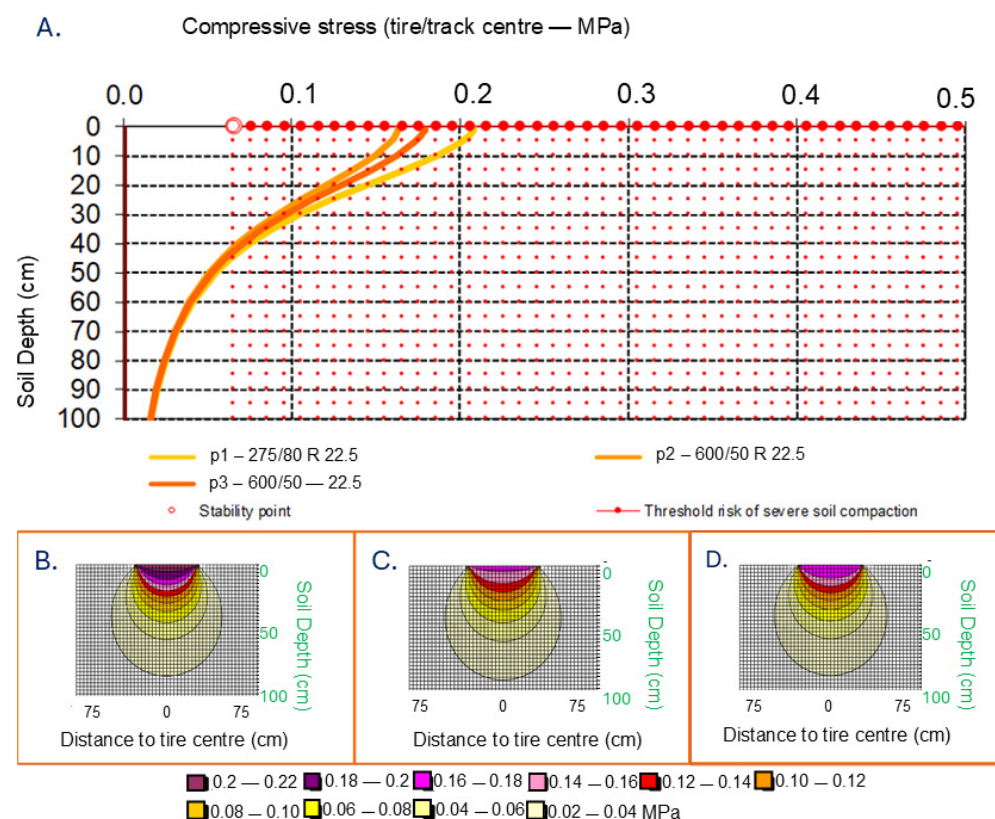 A. Compressive stress (tire/track centre — MPa)
0.0 0.1 0.2 0.3 0.4 0.5
Soil Depth (cm)
0
10
20
30
40
50
60
70
80
90
100
p1 – 275/80 R 22.5 p2 – 600/50 R 22.5
p3 – 600/50 — 22.5
Stability point Threshold risk of severe soil compaction
B.
0
50
100
Soil Depth (cm)
75 0 75
Distance to tire centre (cm)
C.
0
50
100
Soil Depth (cm)
75 0 75
Distance to tire centre (cm)
D.
0
50
100
Soil Depth (cm)
75 0 75
Distance to tire centre (cm)
0.2 — 0.22 0.18 — 0.2 0.16 — 0.18 0.14 — 0.16 0.12 — 0.14 0.10 — 0.12
0.08 — 0.10 0.06 — 0.08 0.04 — 0.06 0.02 — 0.04 MPa